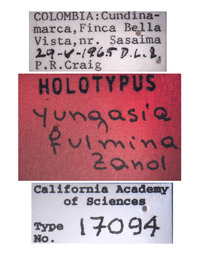 COLOMBIA:Cundina-
marca,Finca Bella
Vista,nr. Sasaima
29-V-1965 D.L.&
P.R.Craig
HOLOTYPUS
Yungasia
fulmina
Zanol
California Academy
of Sciences
Type
No. 17094